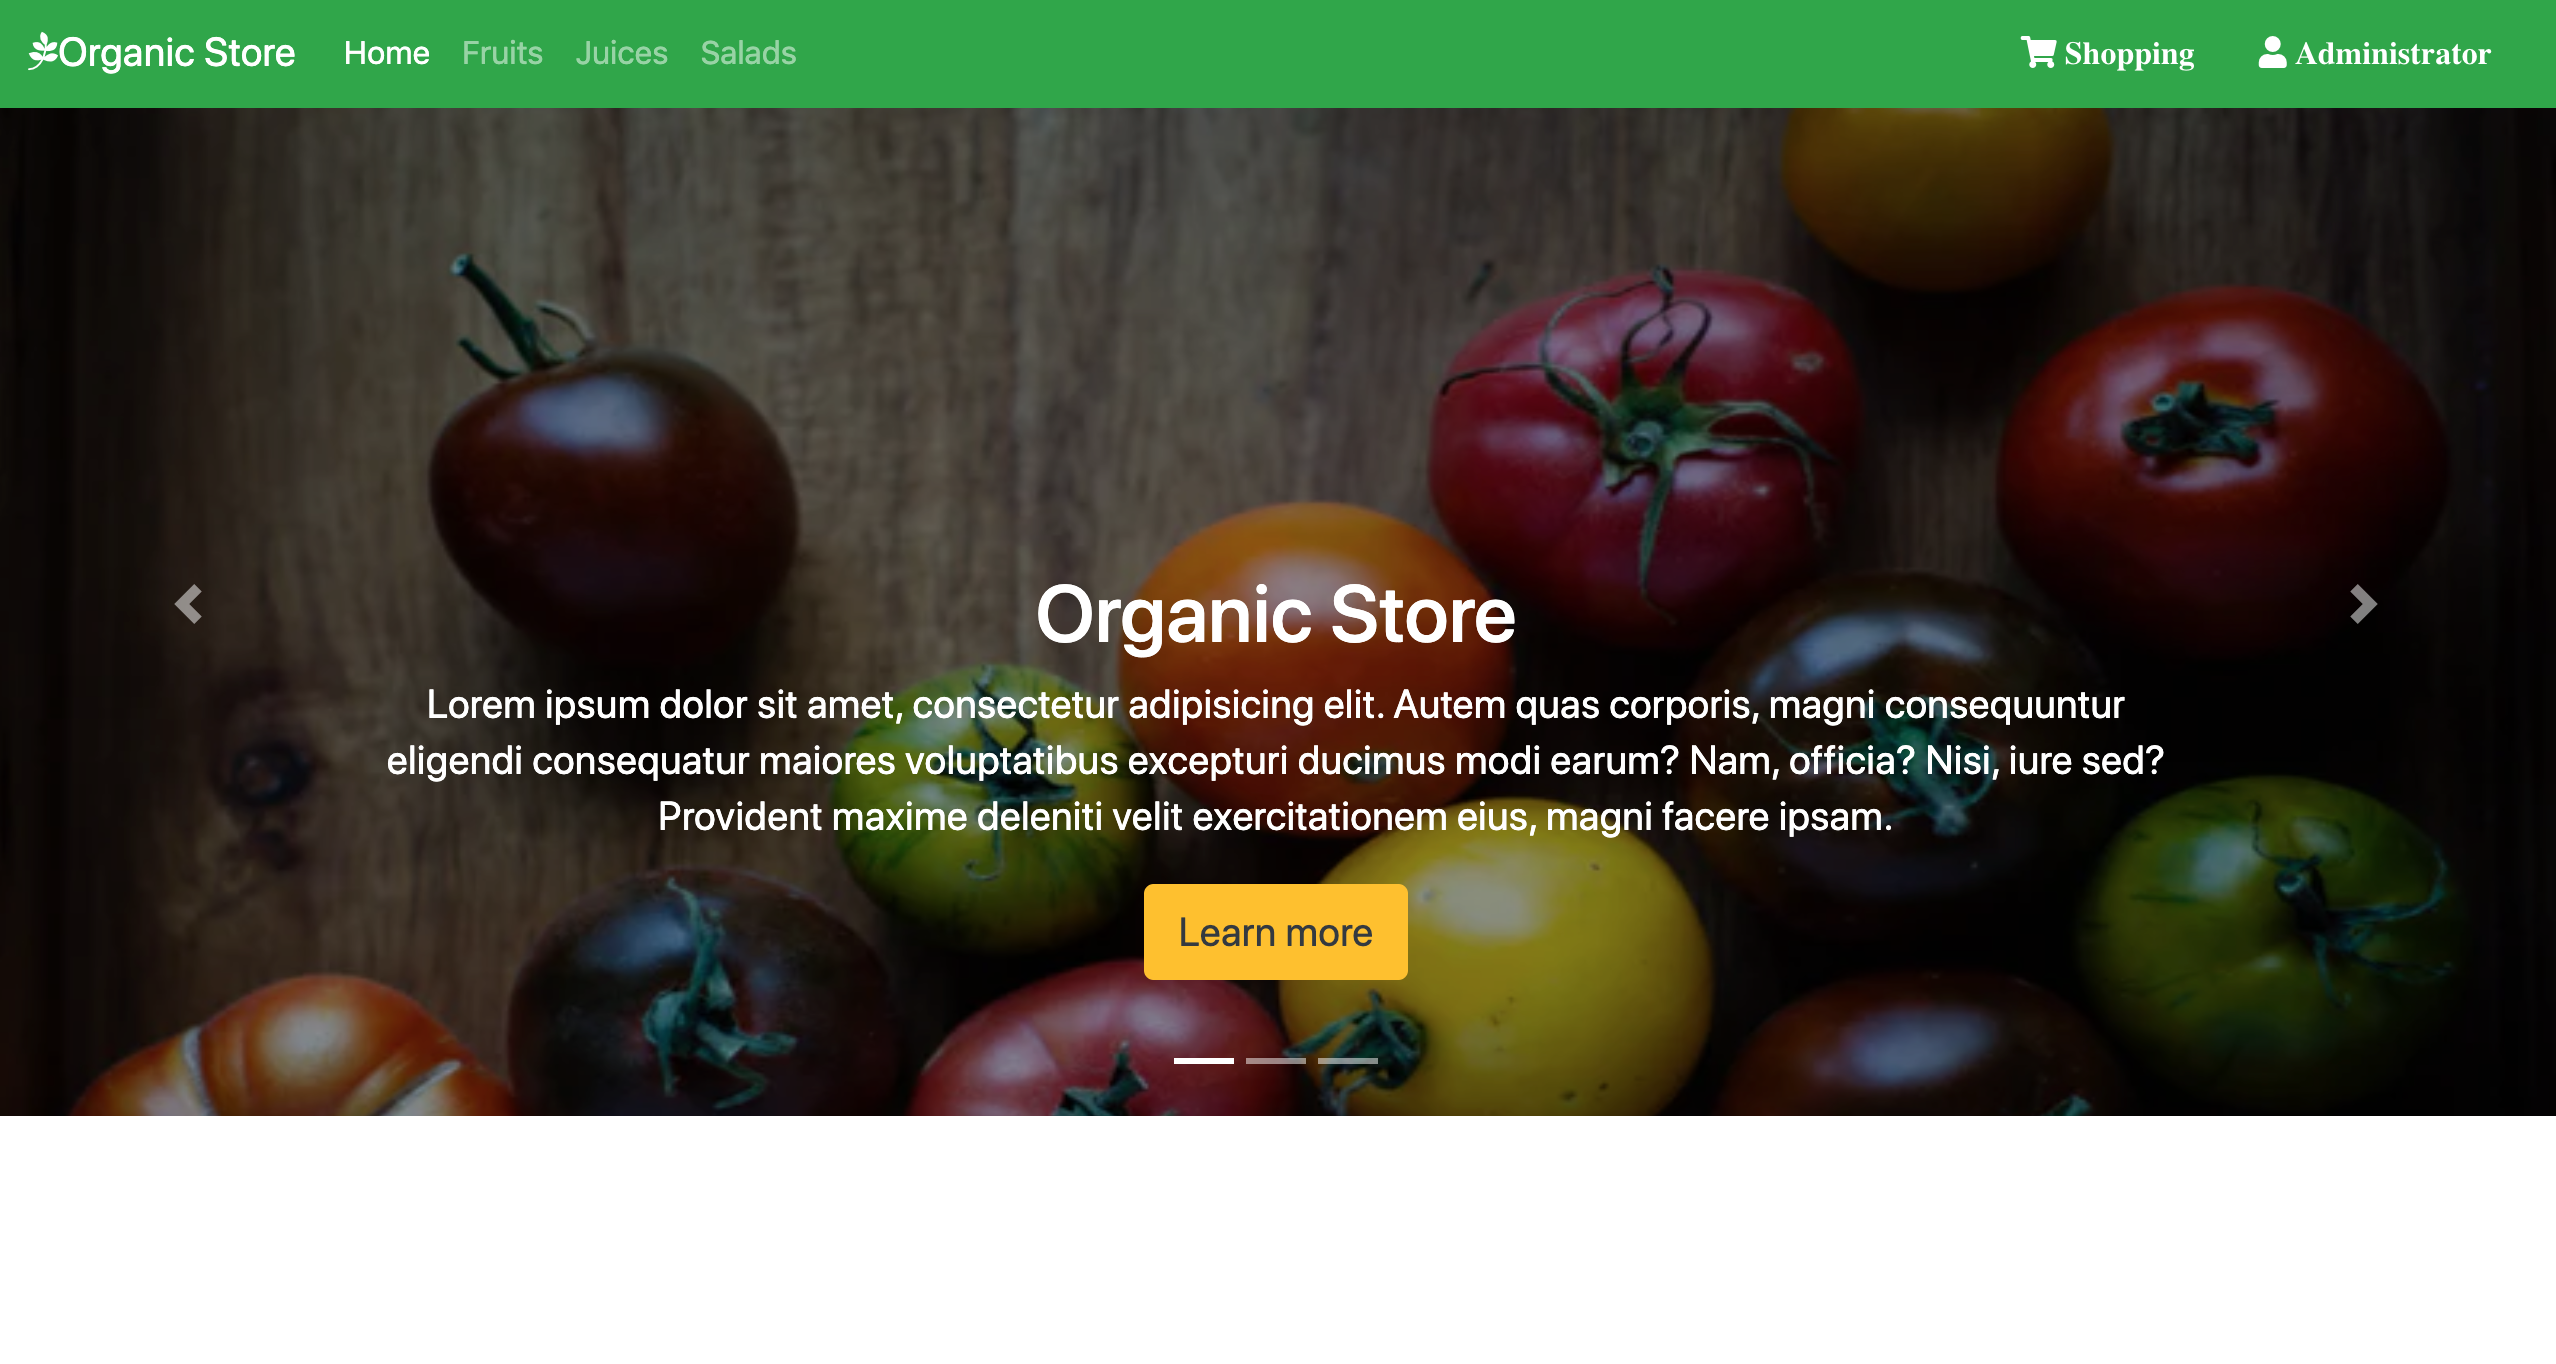 Organic Store Home Fruits Juices Salads Shopping Administrator
Organic Store
Lorem ipsum dolor sit amet, consectetur adipisicing elit. Autem quas corporis, magni consequuntur
eligendi consequatur maiores voluptatibus excepturi ducimus modi earum? Nam, officia? Nisi, iure sed?
Provident maxime deleniti velit exercitationem eius, magni facere ipsam.
Learn more